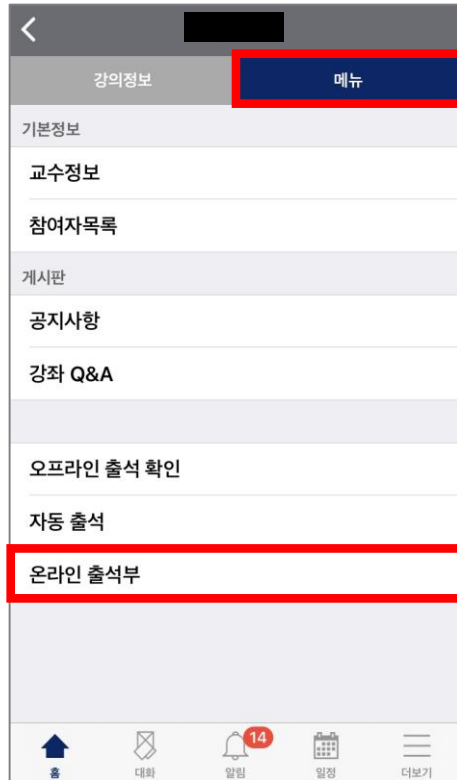 강의정보
메뉴
기본정보
교수정보
참여자목록
게시판
공지사항
강좌 Q&A
오프라인 출석 확인
자동 출석
온라인 출석부
14
홈
대화
알림
일정
더보기